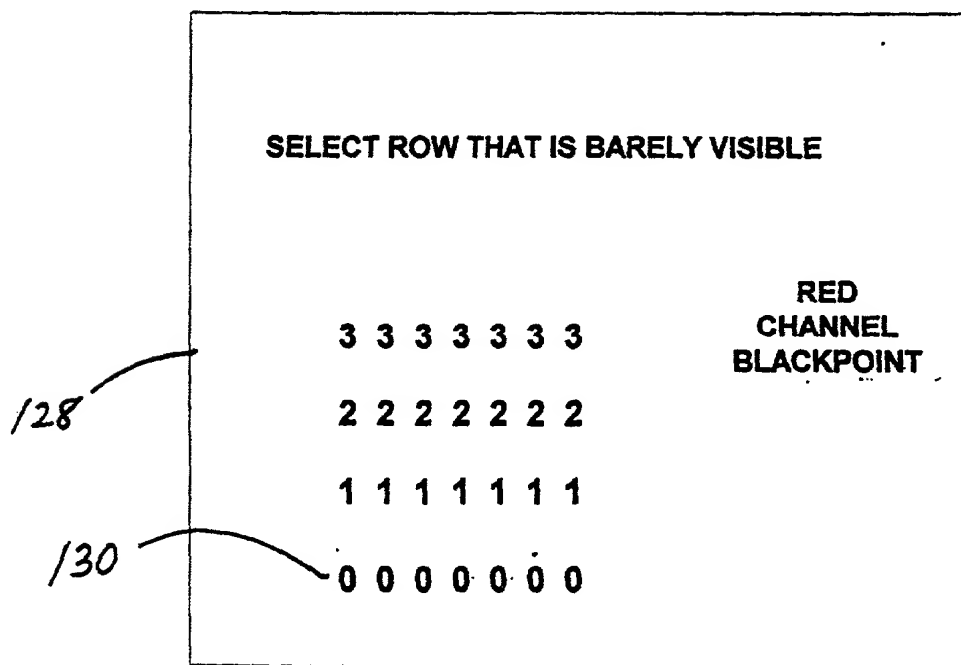 SELECT ROW THAT IS BARELY VISIBLE
RED
CHANNEL
BLACKPOINT
3 3 3 3 3 3 3
2 2 2 2 2 2 2
1 1 1 1 1 1 1
0 0 0 0 0 0 0
128
130